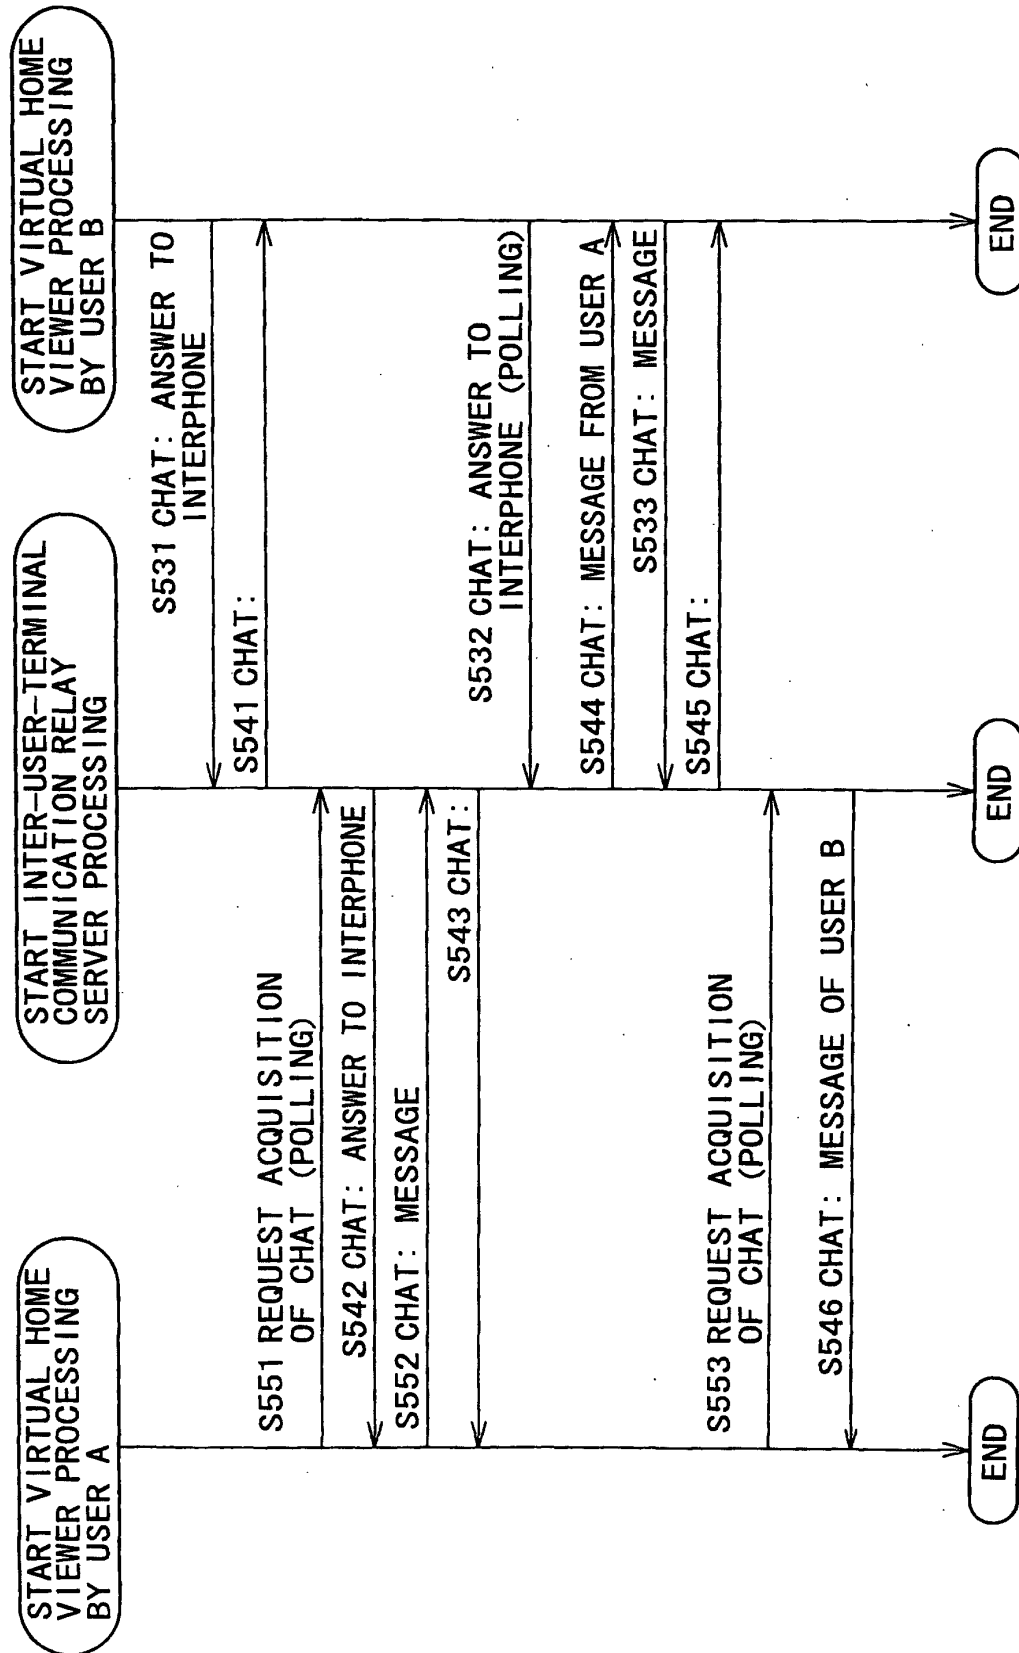 START VIRTUAL HOME
VIEWER PROCESSING
BY USER A
START INTER-USER-TERMINAL
COMMUNICATION RELAY
SERVER PROCESSING
START VIRTUAL HOME
VIEWER PROCESSING
BY USER B
S531 CHAT: ANSWER TO
INTERPHONE
S541 CHAT:
S551 REQUEST ACQUISITION
OF CHAT (POLLING)
S542 CHAT: ANSWER TO INTERPHONE
S552 CHAT: MESSAGE
S543 CHAT:
S532 CHAT: ANSWER TO
INTERPHONE (POLLING)
S544 CHAT: MESSAGE FROM USER A
S533 CHAT: MESSAGE
S545 CHAT:
S553 REQUEST ACQUISITION
OF CHAT (POLLING)
S546 CHAT: MESSAGE OF USER B
END
END
END